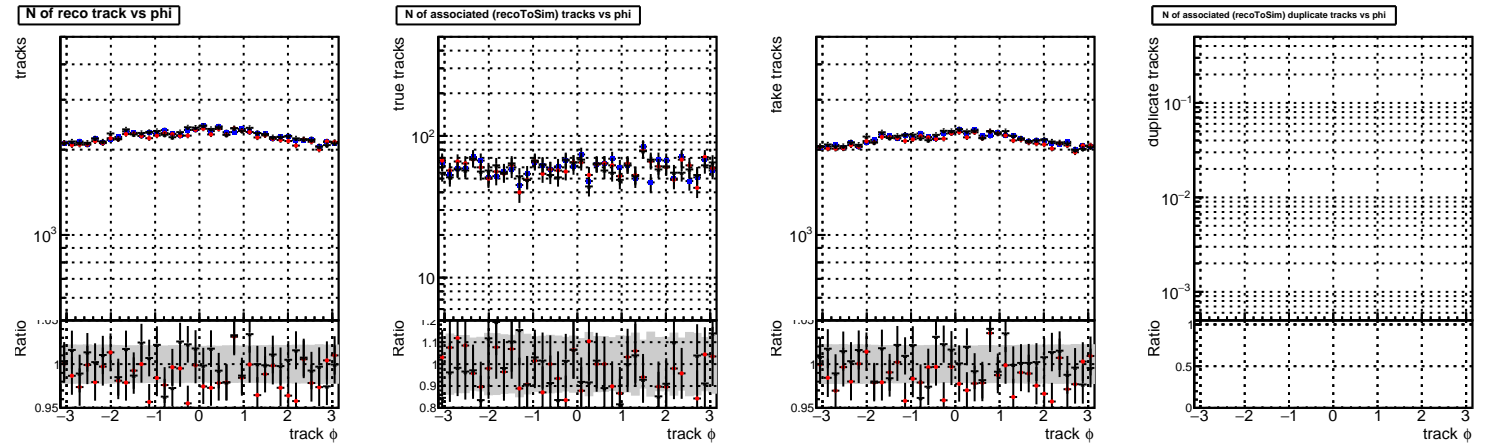 N of reco track vs phi
tracks
10³
Ratio
1.05
1
0.95
−3 −2 −1 0 1 2 3
track ϕ
N of associated (recoToSim) tracks vs phi
true tracks
10²
10
Ratio
1.2
1.1
1
0.9
0.8
−3 −2 −1 0 1 2 3
track ϕ
fake tracks
10³
Ratio
1.05
1
0.95
−3 −2 −1 0 1 2 3
track ϕ
N of associated (recoToSim) duplicate tracks vs phi
duplicate tracks
10⁻¹
10⁻²
10⁻³
Ratio
1
0.5
0
−3 −2 −1 0 1 2 3
track ϕ